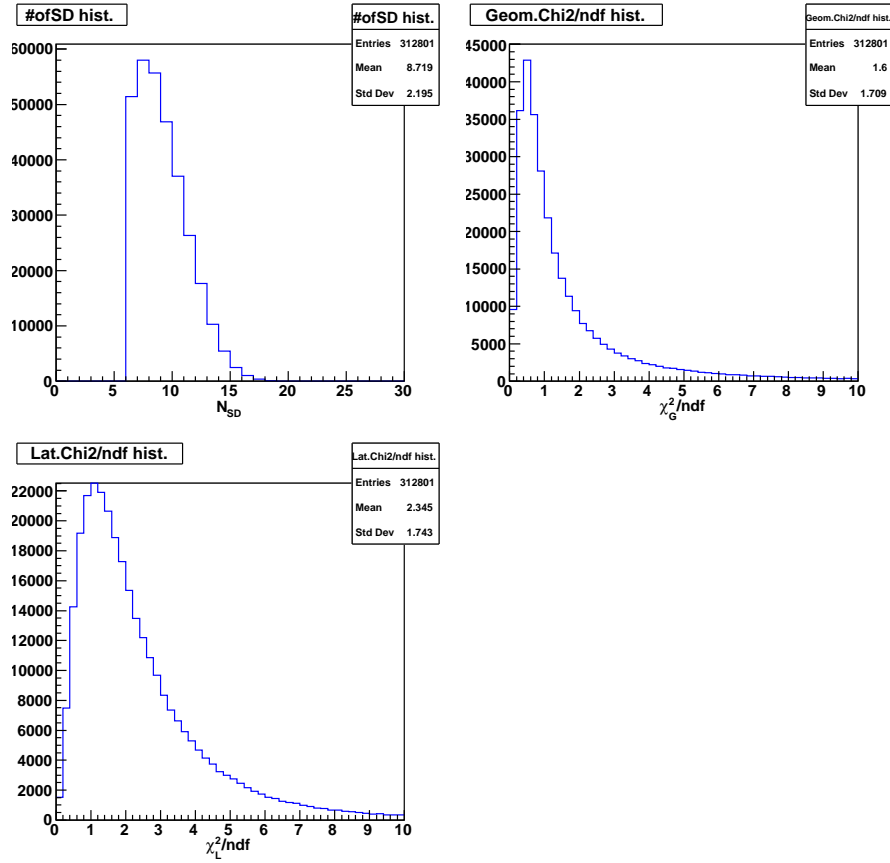 #ofSD hist.
#ofSD hist.
Entries 312801
Mean 8.719
Std Dev 2.195
60000
50000
40000
30000
20000
10000
0
0 5 10 15 20 25 30
N_SD
Geom.Chi2/ndf hist.
Geom.Chi2/ndf hist.
Entries 312801
Mean 1.6
Std Dev 1.709
45000
40000
35000
30000
25000
20000
15000
10000
5000
0
0 1 2 3 4 5 6 7 8 9 10
χ²_G/ndf
Lat.Chi2/ndf hist.
Lat.Chi2/ndf hist.
Entries 312801
Mean 2.345
Std Dev 1.743
22000
20000
18000
16000
14000
12000
10000
8000
6000
4000
2000
0
0 1 2 3 4 5 6 7 8 9 10
χ²_L/ndf